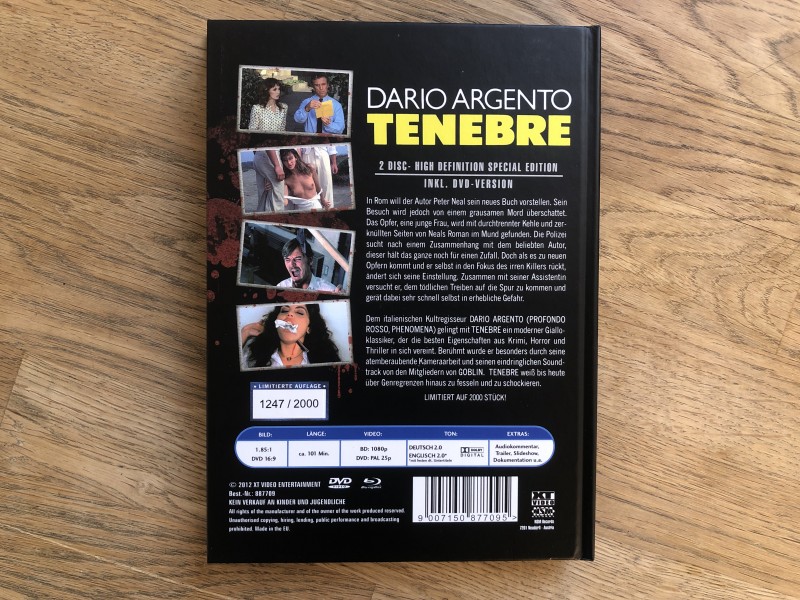 DARIO ARGENTO
TENEBRE
2 DISC- HIGH DEFINITION SPECIAL EDITION
INKL. DVD-VERSION
In Rom will der Autor Peter Neal sein neues Buch vorstellen. Sein
Besuch wird jedoch von einem grausamen Mord überschattet.
Das Opfer, eine junge Frau, wird mit durchtrennter Kehle und zer-
knüllten Seiten von Neals Roman im Mund gefunden. Die Polizei
sucht nach einem Zusammenhang mit dem beliebten Autor,
dieser hält das ganze noch für einen Zufall. Doch als es zu neuen
Opfern kommt und er selbst in den Fokus des irren Killers rückt,
ändert sich seine Einstellung. Zusammen mit seiner Assistentin
versucht er, dem tödlichen Treiben auf die Spur zu kommen und
gerät dabei sehr schnell selbst in erhebliche Gefahr.
Dem italienischen Kultregisseur DARIO ARGENTO (PROFONDO
ROSSO, PHENOMENA) gelingt mit TENEBRE ein moderner Giallo-
klassiker, der die besten Eigenschaften aus Krimi, Horror und
Thriller in sich vereint. Berühmt wurde er besonders durch seine
atemberaubende Kameraarbeit und seinen eindringlichen Sound-
track von den Mitgliedern von GOBLIN. TENEBRE weiß bis heute
über Genregrenzen hinaus zu fesseln und zu schockieren.
LIMITIERT AUF 2000 STÜCK!
LIMITIERTE AUFLAGE
1247 / 2000
BILD: LÄNGE: VIDEO: TON: EXTRAS:
1.85:1
DVD 16:9
ca. 101 Min.
BD: 1080p
DVD: PAL 25p
DEUTSCH 2.0
ENGLISCH 2.0*
DOLBY
DIGITAL
Audiokommentar,
Trailer, Slideshow,
Dokumentation u.a.
© 2012 XT VIDEO ENTERTAINMENT
Best.-Nr.: 887709
KEIN VERKAUF AN KINDER UND JUGENDLICHE
All rights of the manufacturer and of the owner of the work produced reserved.
Unauthorised copying, hiring, lending, public performance and broadcasting
prohibited. Made in the EU.
DVD
VIDEO
Blu-ray Disc
9 007150 877095 >
XT
VIDEO
NSM Records